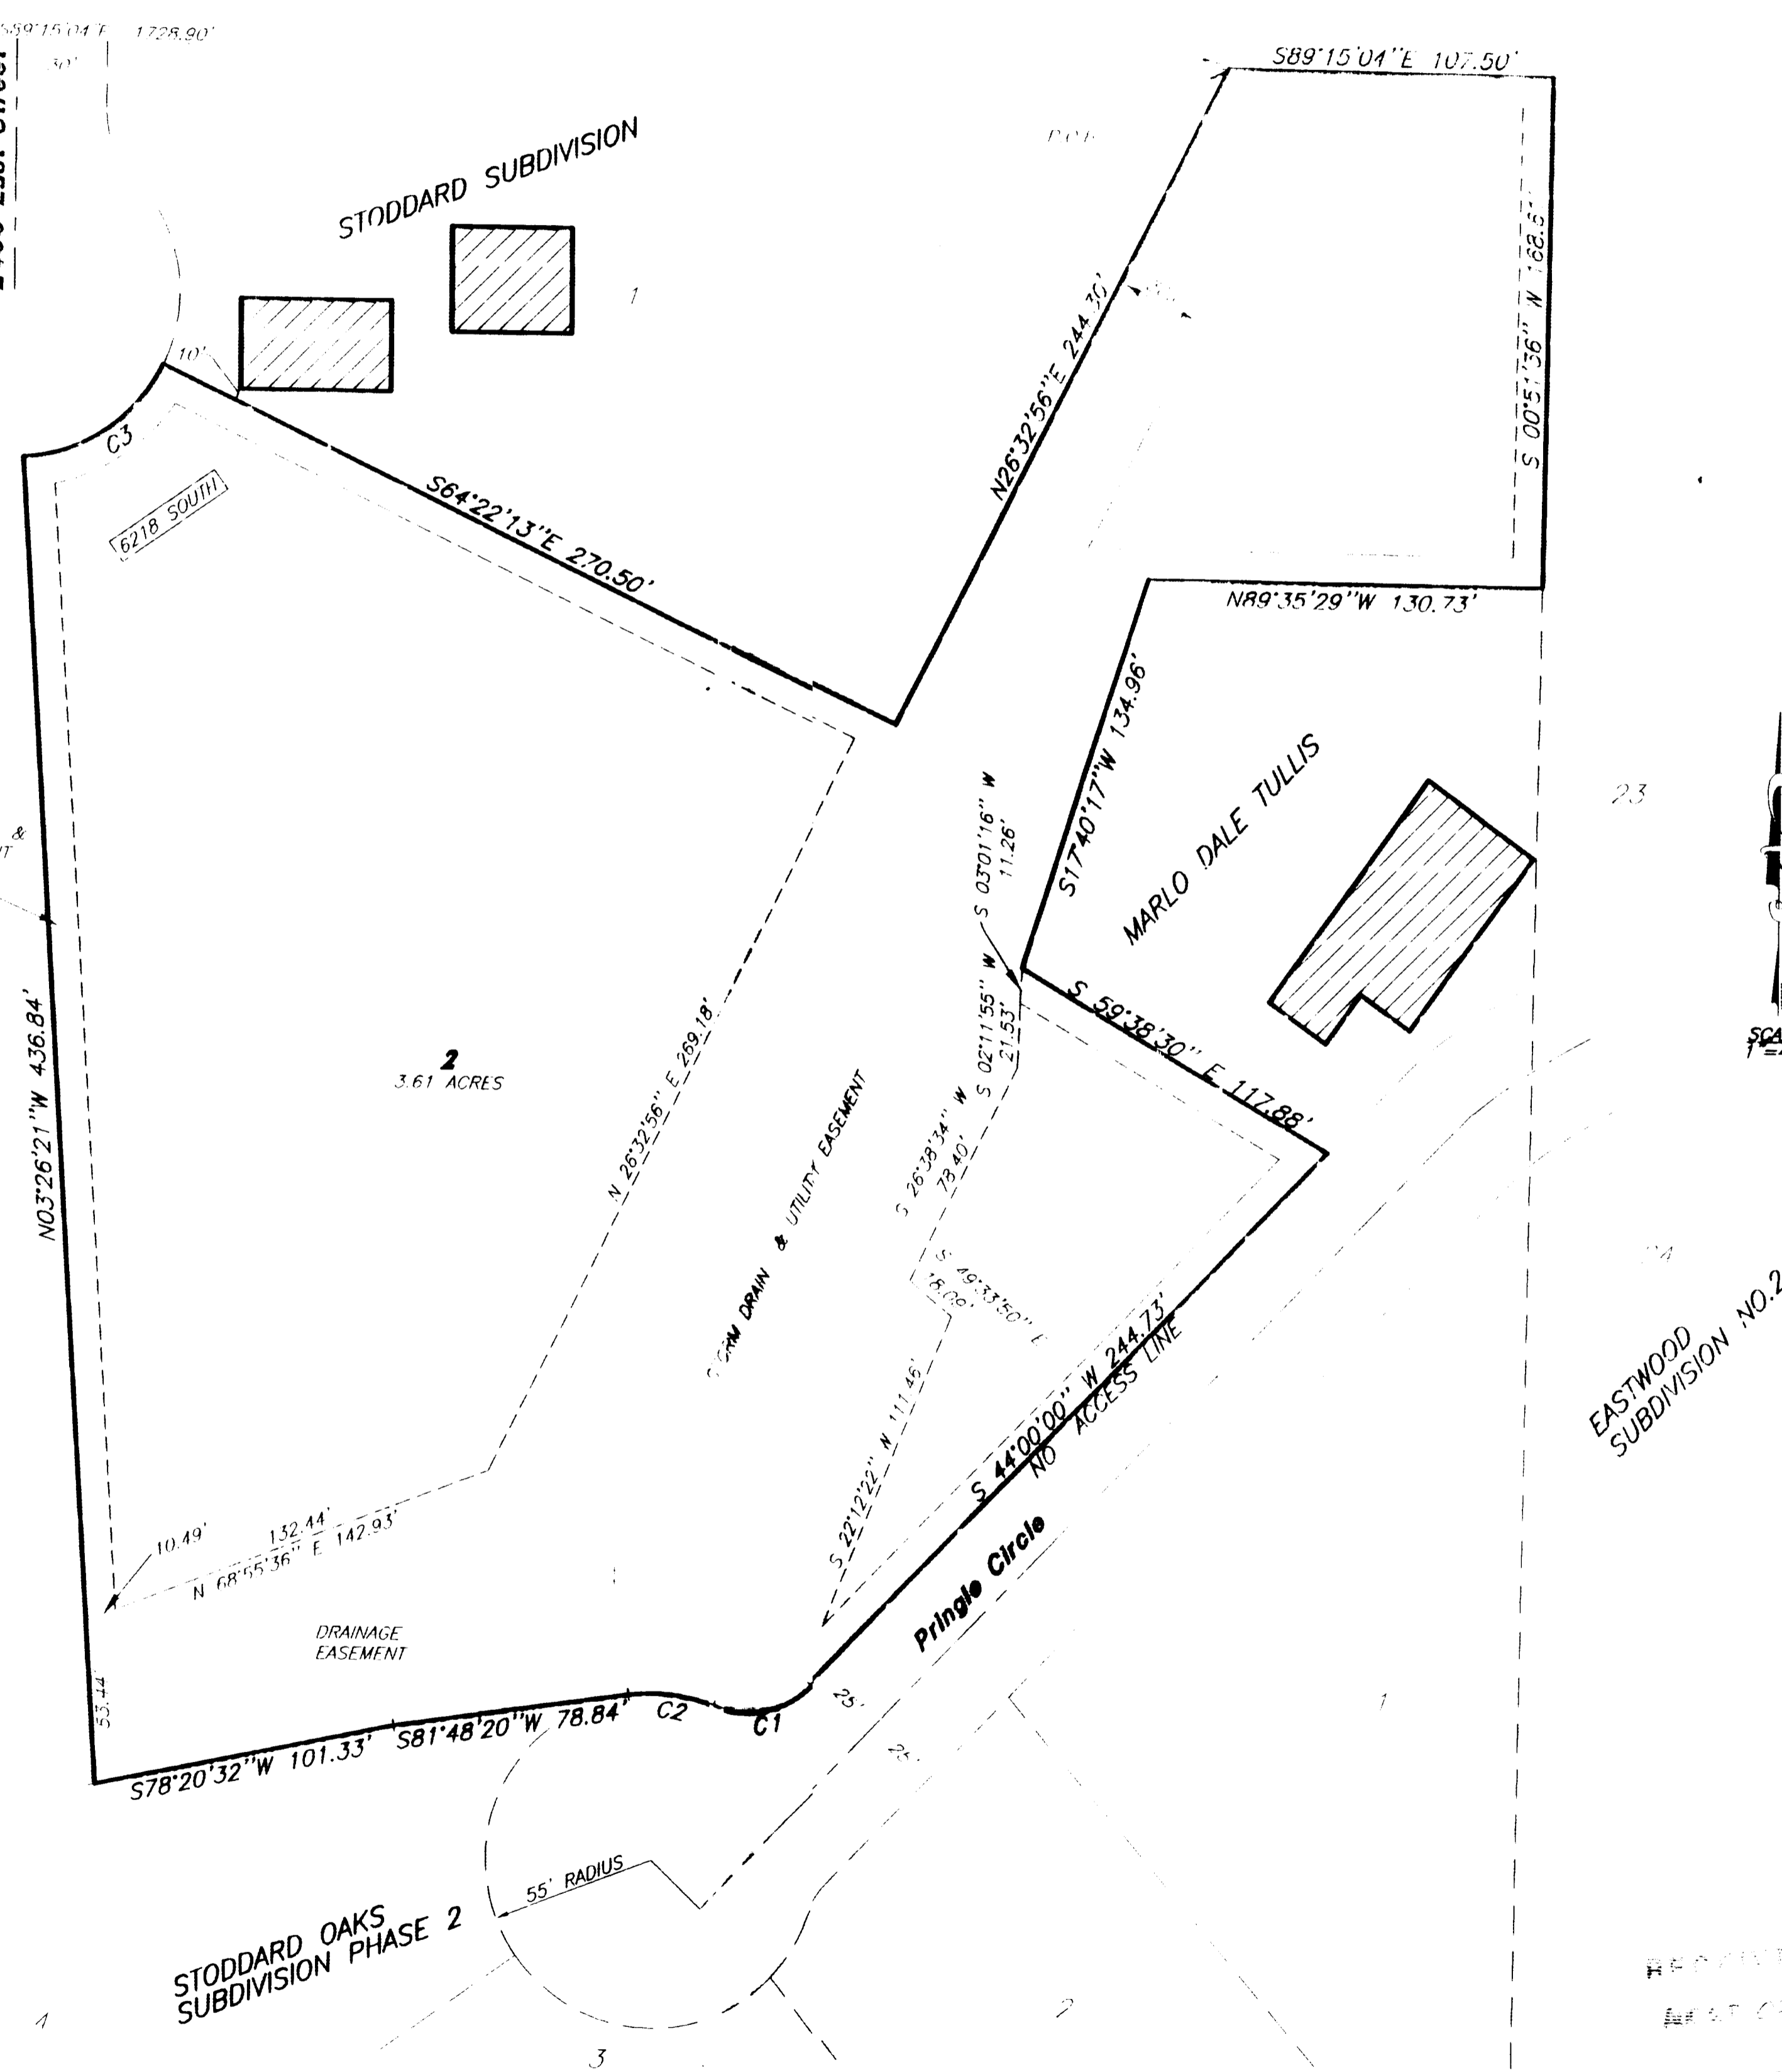 1728.90'
30'
S89°15'04"E 107.50'
STODDARD SUBDIVISION
1
10'
C3
6218 SOUTH
S64°22'13"E 270.50'
N26°32'56"E 244.30'
S 00°51'36" W
N89°35'29"W 130.73'
S17°40'17"W 134.96'
MARLO DALE TULLIS
23
S 03°01'16" W
11.26'
S 02°11'55" W
21.53'
S 59°38'30" E 117.88'
&
N03°26'21"W 436.84'
2
3.61 ACRES
N 26°32'56" E 269.18'
DRAIN & UTILITY EASEMENT
S 26°38'34" W
78.40'
S 49°33'50" E
18.09'
S 22°12'22" W 111.46'
S 44°00'00" W 244.73'
NO ACCESS LINE
Pringle Circle
EASTWOOD
SUBDIVISION NO.2
10.49'
132.44'
N 68°55'36" E 142.93'
DRAINAGE
EASEMENT
53.44'
S78°20'32"W 101.33'
S81°48'20"W 78.84'
C2
C1
25'
25'
1
55' RADIUS
STODDARD OAKS
SUBDIVISION PHASE 2
4
3
2